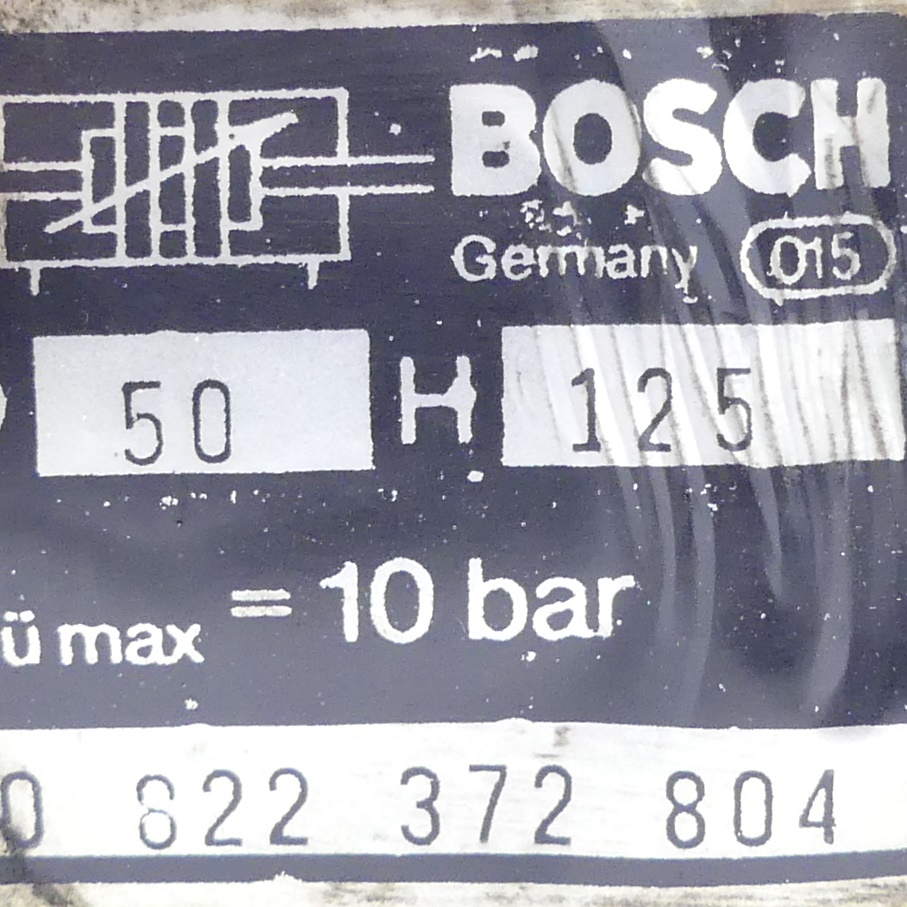 BOSCH
Germany 015
50 H 125
ü max = 10 bar
0 822 372 804